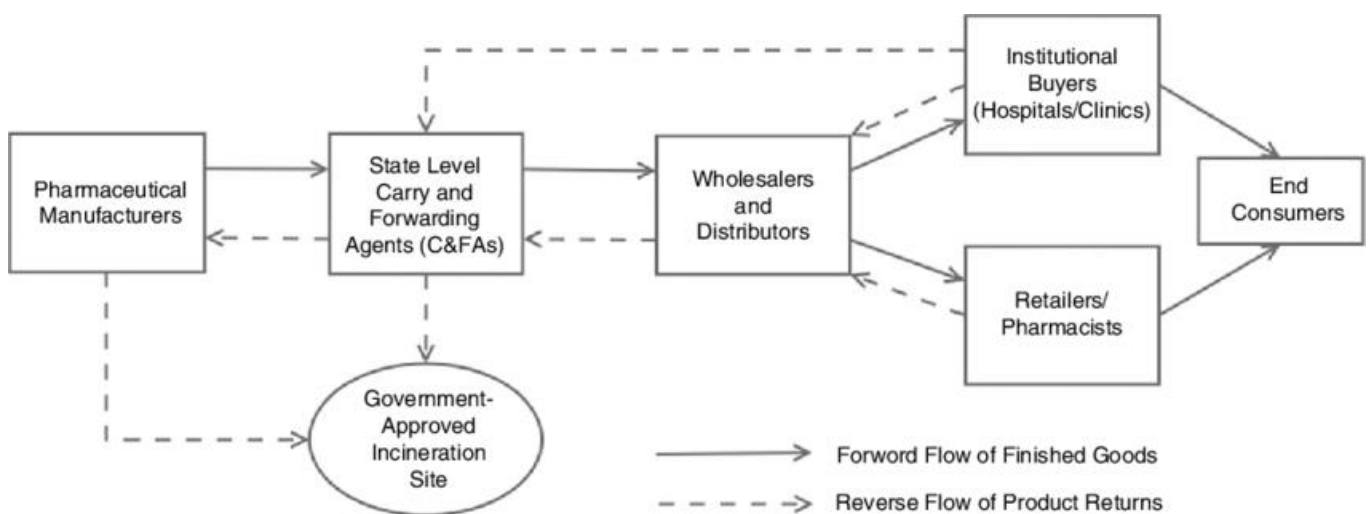 Institutional
Buyers
(Hospitals/Clinics)
Pharmaceutical
Manufacturers
State Level
Carry and
Forwarding
Agents (C&FAs)
Wholesalers
and
Distributors
End
Consumers
Retailers/
Pharmacists
Government-
Approved
Incineration
Site
Forword Flow of Finished Goods
Reverse Flow of Product Returns